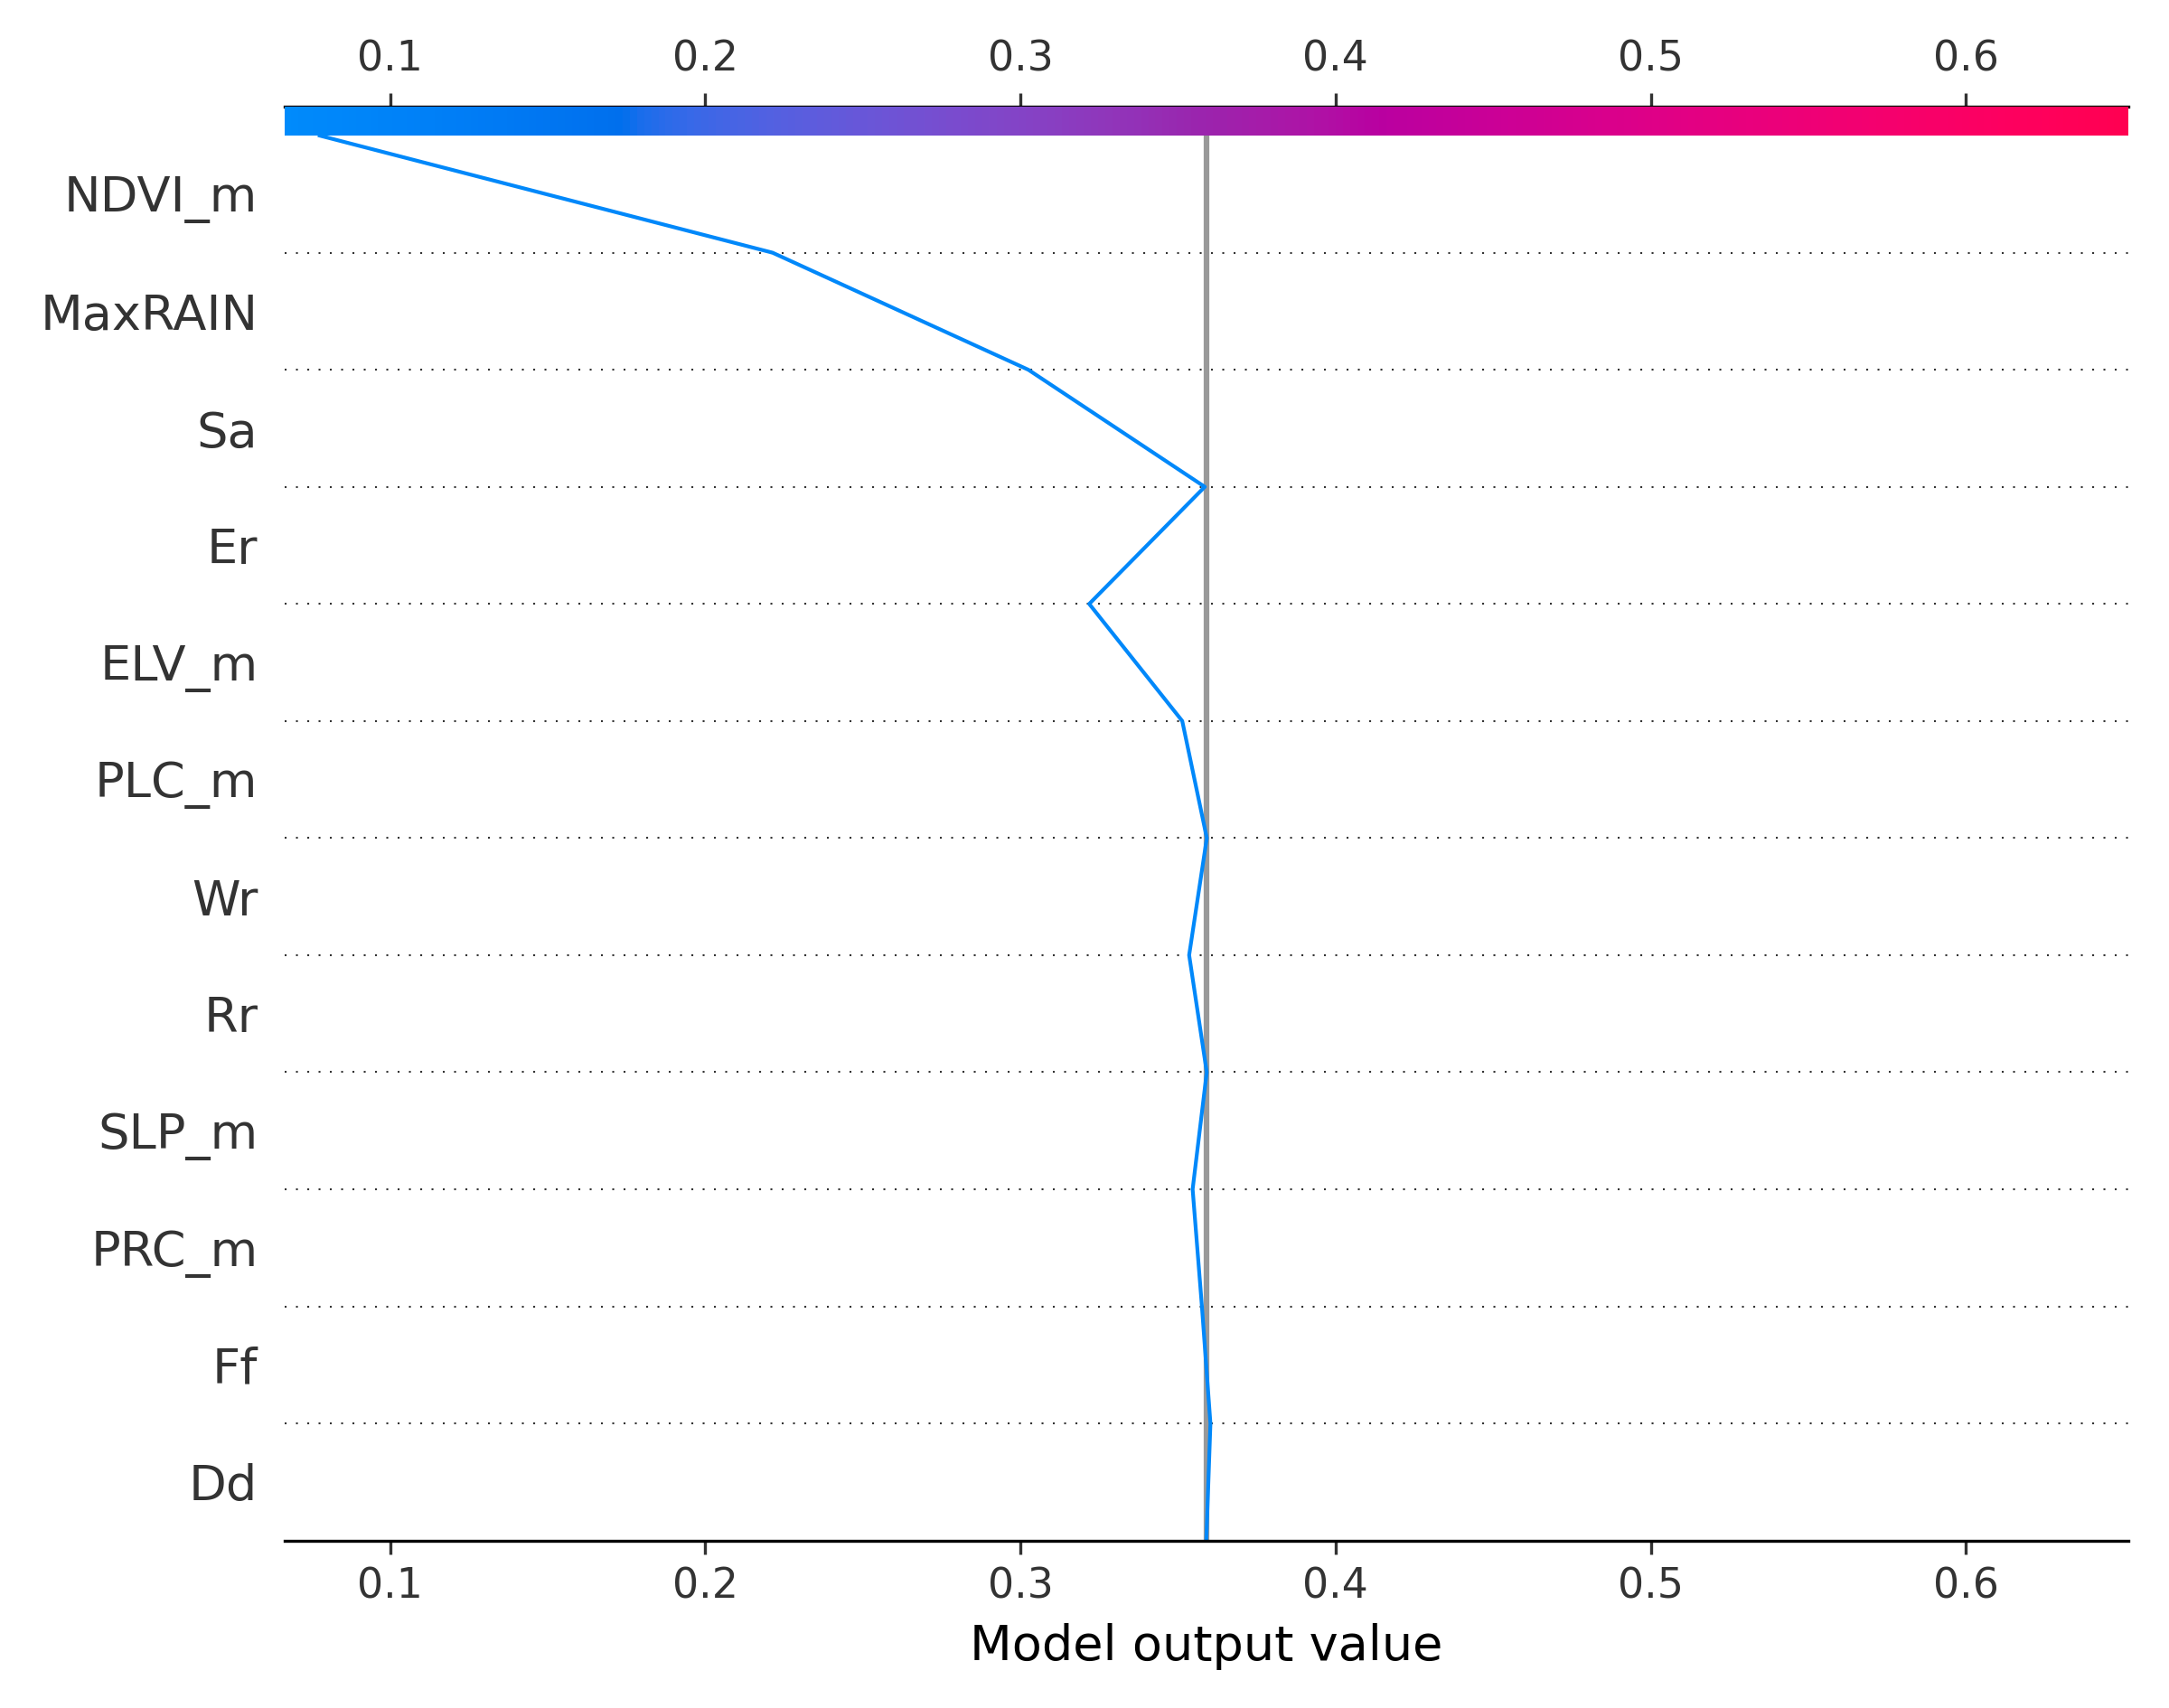 0.1 0.2 0.3 0.4 0.5 0.6
NDVI_m
MaxRAIN
Sa
Er
ELV_m
PLC_m
Wr
Rr
SLP_m
PRC_m
Ff
Dd
0.1 0.2 0.3 0.4 0.5 0.6
Model output value